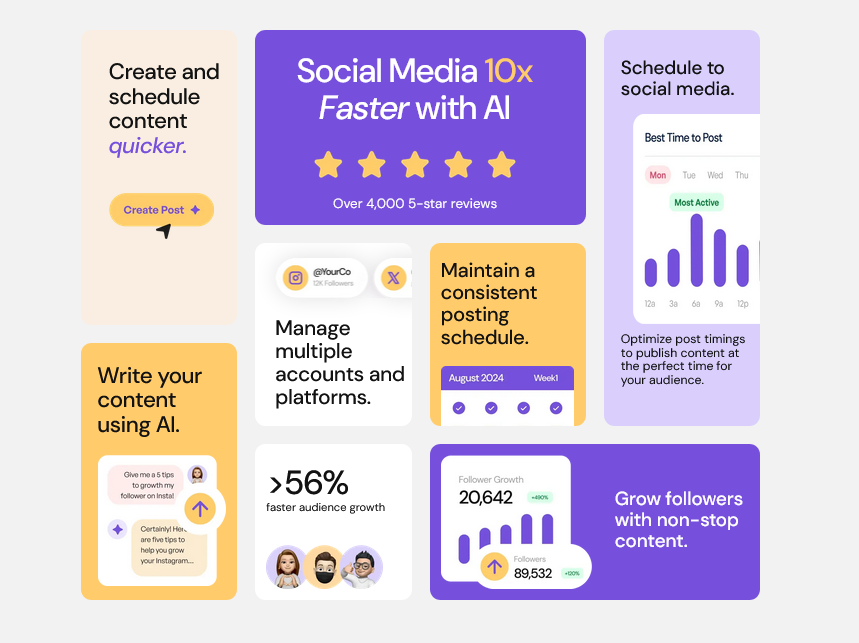 Create and
schedule
content
quicker.
Create Post
Social Media 10x
Faster with AI
Over 4,000 5-star reviews
Schedule to
social media.
Best Time to Post
Mon Tue Wed Thu
Most Active
12a 3a 6a 9a 12p
Optimize post timings
to publish content at
the perfect time for
your audience.
@YourCo
12K Followers
Manage
multiple
accounts and
platforms.
Maintain a
consistent
posting
schedule.
August 2024 Week1
Write your
content
using AI.
Give me a 5 tips
to growth my
follower on Insta!
Certainly! Here
are five tips to
help you grow
your Instagram...
>56%
faster audience growth
Follower Growth
20,642 +490%
Followers
89,532 +120%
Grow followers
with non-stop
content.